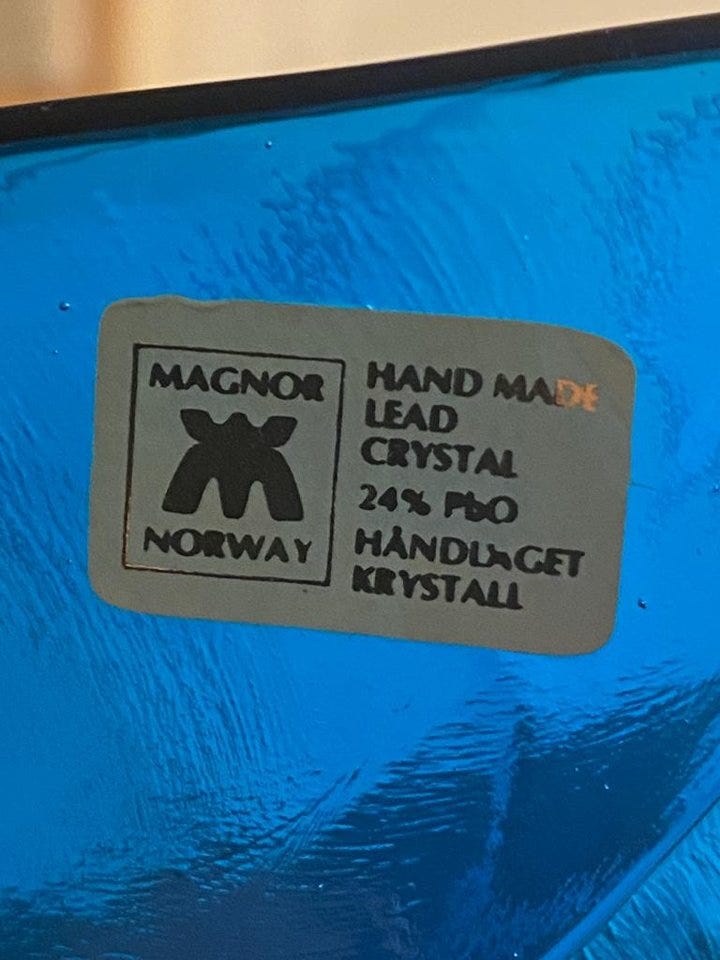 MAGNOR
NORWAY
HAND MADE
LEAD
CRYSTAL
24% PbO
HÅNDLAGET
KRYSTALL